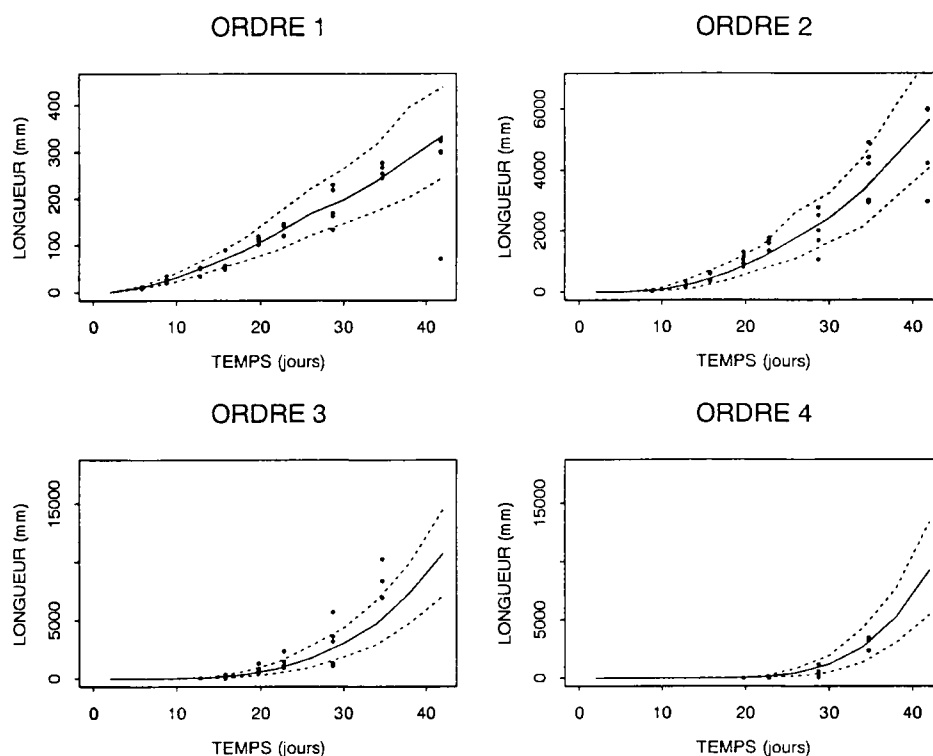 ORDRE 1
LONGUEUR (mm)
0 100 200 300 400
0 10 20 30 40
TEMPS (jours)
ORDRE 2
LONGUEUR (mm)
0 2000 4000 6000
0 10 20 30 40
TEMPS (jours)
ORDRE 3
LONGUEUR (mm)
0 5000 15000
0 10 20 30 40
TEMPS (jours)
ORDRE 4
LONGUEUR (mm)
0 5000 15000
0 10 20 30 40
TEMPS (jours)